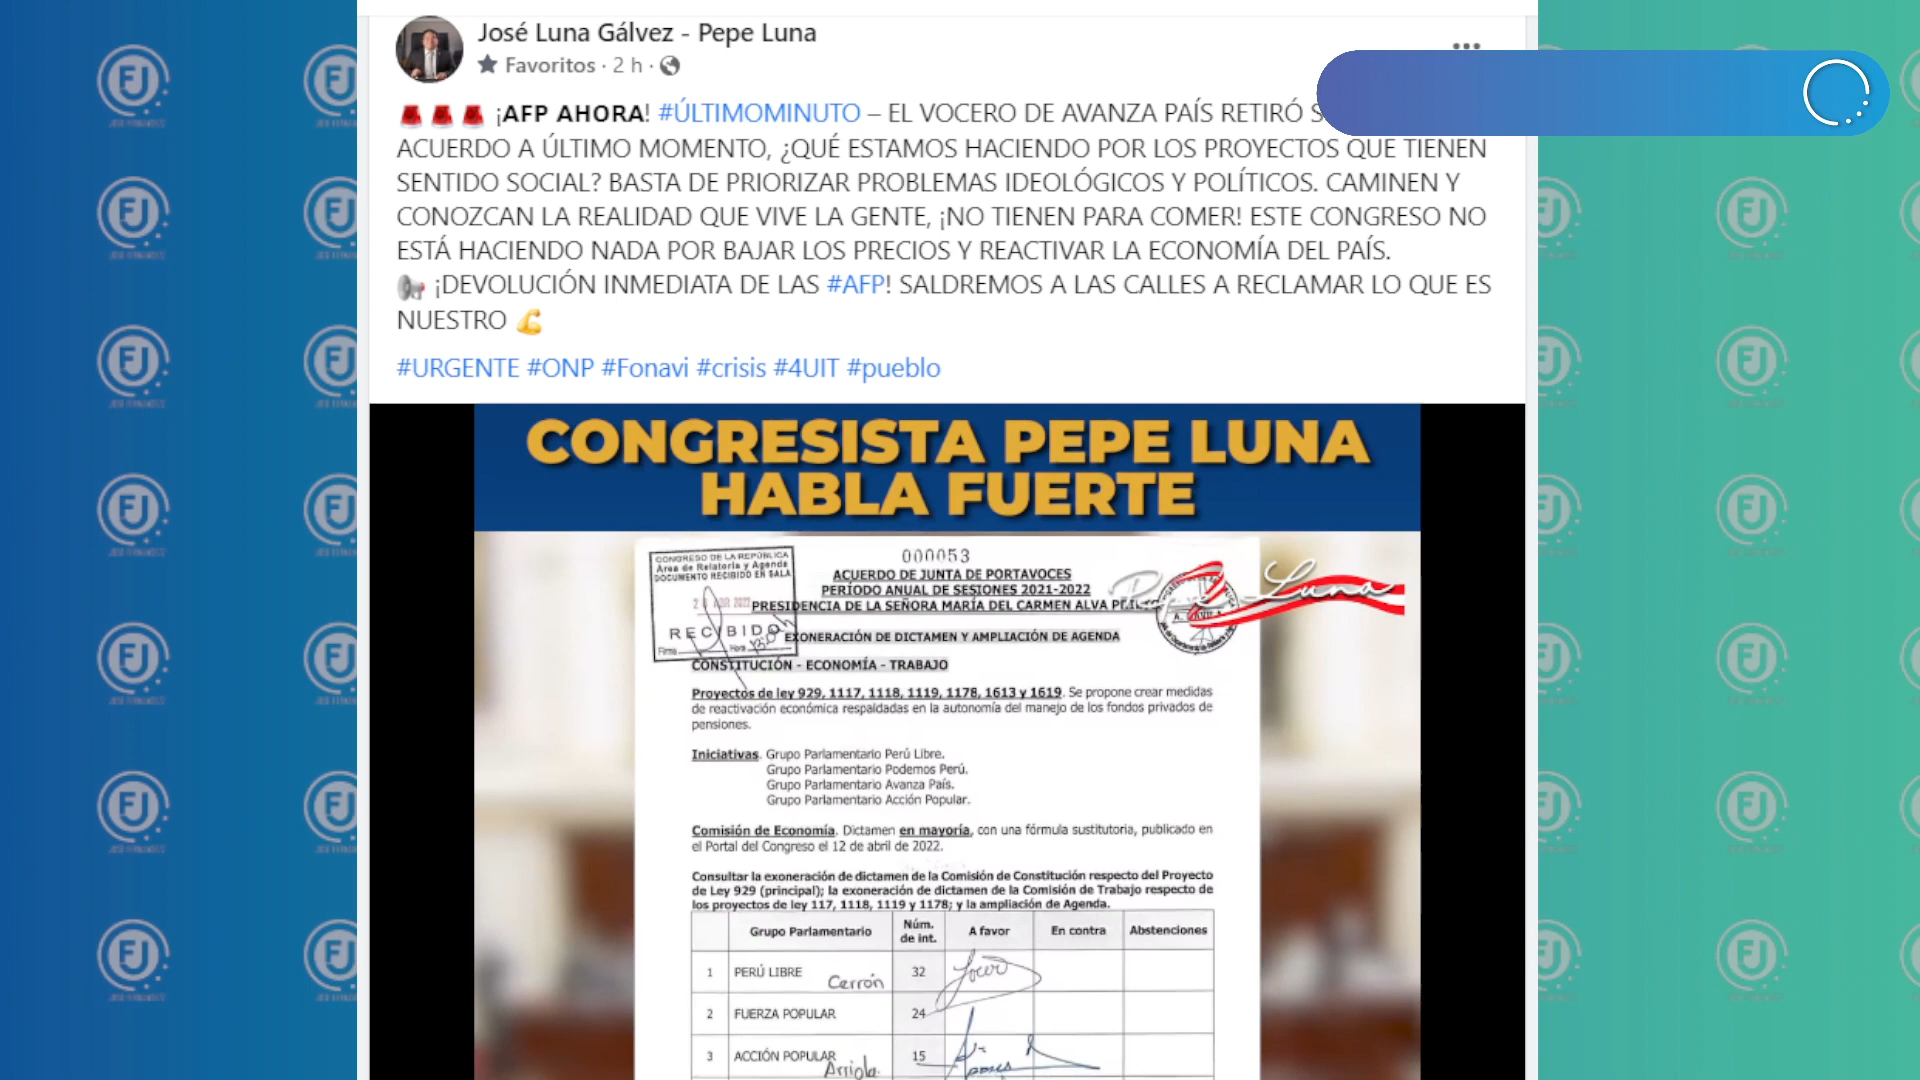 José Luna Gálvez - Pepe Luna
Favoritos · 2 h ·
¡AFP AHORA! #ÚLTIMOMINUTO – EL VOCERO DE AVANZA PAÍS RETIRÓ
ACUERDO A ÚLTIMO MOMENTO, ¿QUÉ ESTAMOS HACIENDO POR LOS PROYECTOS QUE TIENEN
SENTIDO SOCIAL? BASTA DE PRIORIZAR PROBLEMAS IDEOLÓGICOS Y POLÍTICOS. CAMINEN Y
CONOZCAN LA REALIDAD QUE VIVE LA GENTE, ¡NO TIENEN PARA COMER! ESTE CONGRESO NO
ESTÁ HACIENDO NADA POR BAJAR LOS PRECIOS Y REACTIVAR LA ECONOMÍA DEL PAÍS.
¡DEVOLUCIÓN INMEDIATA DE LAS #AFP! SALDREMOS A LAS CALLES A RECLAMAR LO QUE ES
NUESTRO
#URGENTE #ONP #Fonavi #crisis #4UIT #pueblo
CONGRESISTA PEPE LUNA
HABLA FUERTE
CONGRESO DE LA REPÚBLICA
Área de Relatoría y Agenda
DOCUMENTO RECIBIDO EN SALA
RECIBIDO
Firma Hora
000053
ACUERDO DE JUNTA DE PORTAVOCES
PERÍODO ANUAL DE SESIONES 2021-2022
PRESIDENCIA DE LA SEÑORA MARÍA DEL CARMEN ALVA
Pepe Luna
EXONERACIÓN DE DICTAMEN Y AMPLIACIÓN DE AGENDA
CONSTITUCIÓN - ECONOMÍA - TRABAJO
Proyectos de ley 929, 1117, 1118, 1119, 1178, 1613 y 1619. Se propone crear medidas
de reactivación económica respaldadas en la autonomía del manejo de los fondos privados de
pensiones.
Iniciativas. Grupo Parlamentario Perú Libre.
Grupo Parlamentario Podemos Perú.
Grupo Parlamentario Avanza País.
Grupo Parlamentario Acción Popular.
Comisión de Economía. Dictamen en mayoría, con una fórmula sustitutoria, publicado en
el Portal del Congreso el 12 de abril de 2022.
Consultar la exoneración de dictamen de la Comisión de Constitución respecto del Proyecto
de Ley 929 (principal); la exoneración de dictamen de la Comisión de Trabajo respecto de
los proyectos de ley 117, 1118, 1119 y 1178; y la ampliación de Agenda.
Grupo Parlamentario Núm. de int. A favor En contra Abstenciones
1 PERÚ LIBRE Cerrón 32
2 FUERZA POPULAR 24
3 ACCIÓN POPULAR Arriola 15